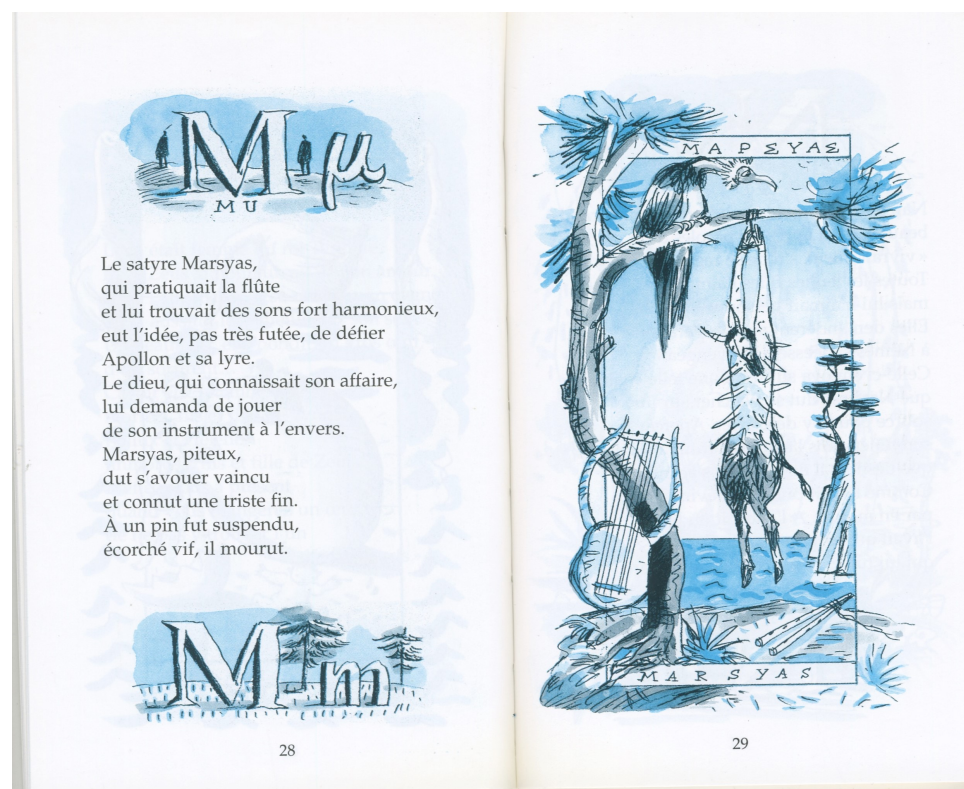 M μ
MU
Le satyre Marsyas,
qui pratiquait la flûte
et lui trouvait des sons fort harmonieux,
eut l'idée, pas très futée, de défier
Apollon et sa lyre.
Le dieu, qui connaissait son affaire,
lui demanda de jouer
de son instrument à l'envers.
Marsyas, piteux,
dut s'avouer vaincu
et connut une triste fin.
À un pin fut suspendu,
écorché vif, il mourut.
M m
28
ΜΑΡΣΥΑΣ
MARSYAS
29